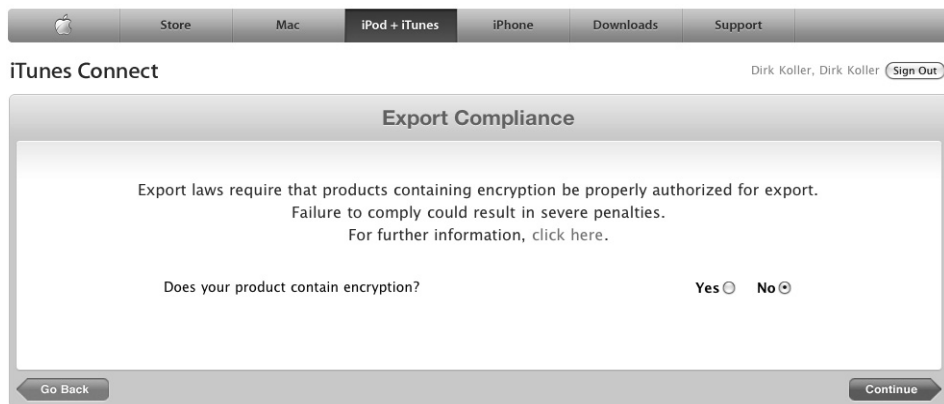 Store Mac iPod + iTunes iPhone Downloads Support
iTunes Connect
Dirk Koller, Dirk Koller Sign Out
Export Compliance
Export laws require that products containing encryption be properly authorized for export.
Failure to comply could result in severe penalties.
For further information, click here.
Does your product contain encryption? Yes No
Go Back Continue